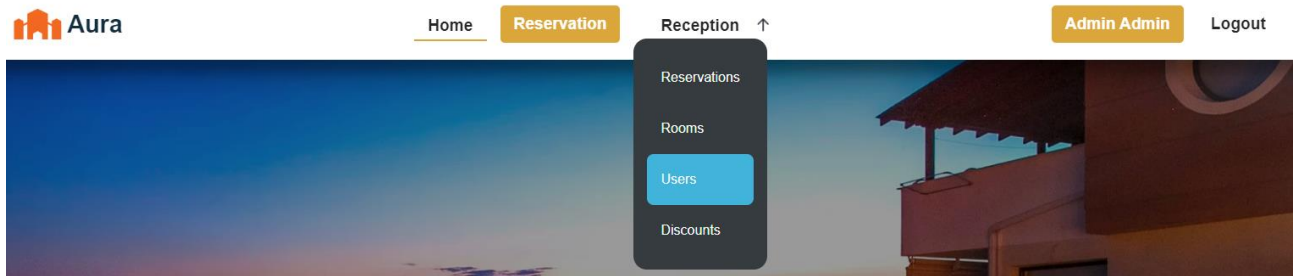 Aura Home Reservation Reception ↑ Admin Admin Logout
Reservations
Rooms
Users
Discounts